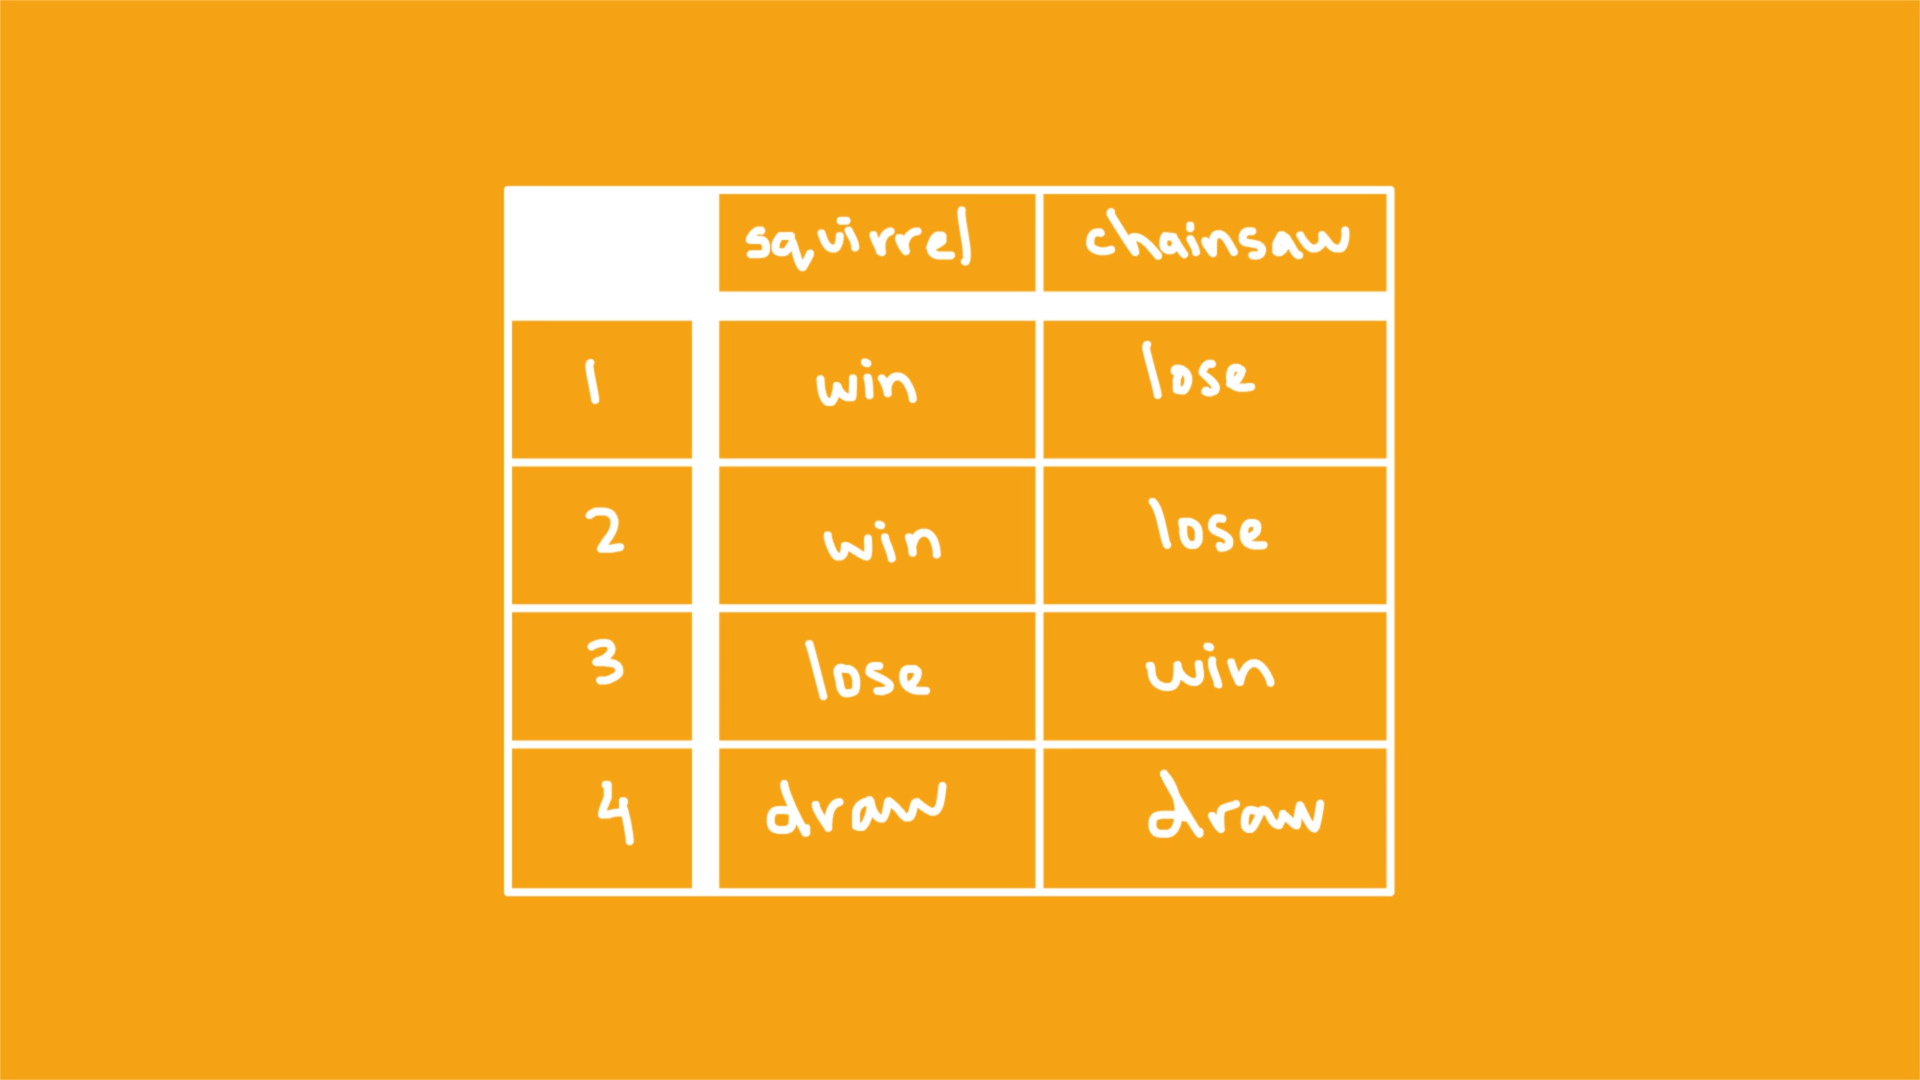 squirrel chainsaw
1 win lose
2 win lose
3 lose win
4 draw draw